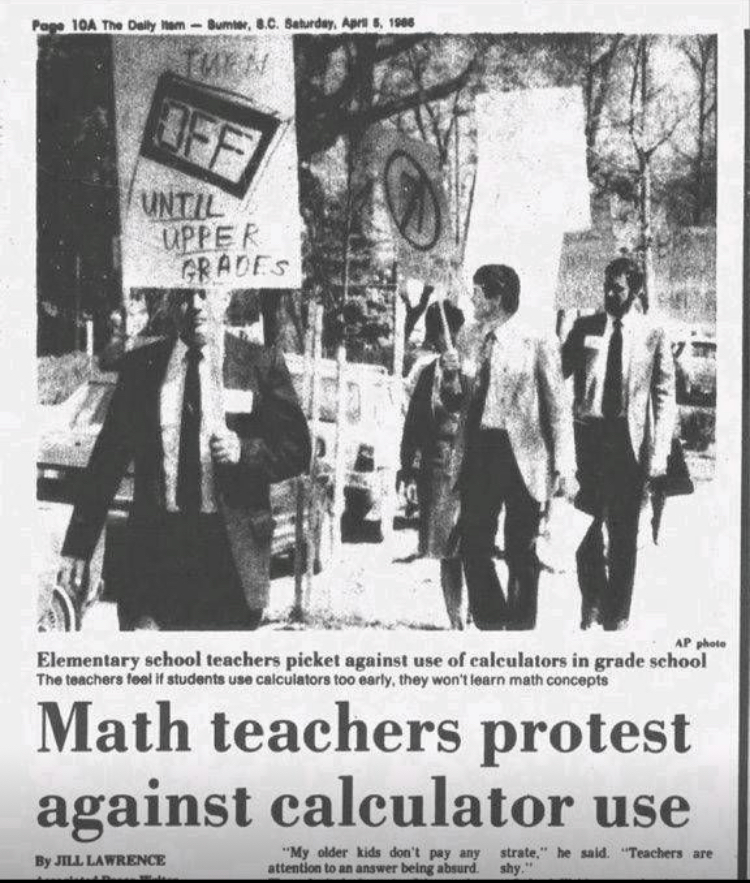 Page 10A The Daily Item — Sumter, S.C. Saturday, April 5, 1986
TURN
OFF
UNTIL
UPPER
GRADES
AP photo
Elementary school teachers picket against use of calculators in grade school
The teachers feel if students use calculators too early, they won't learn math concepts
Math teachers protest
against calculator use
By JILL LAWRENCE
Associated Press Writer
"My older kids don't pay any
attention to an answer being absurd.
strate," he said. "Teachers are
shy."